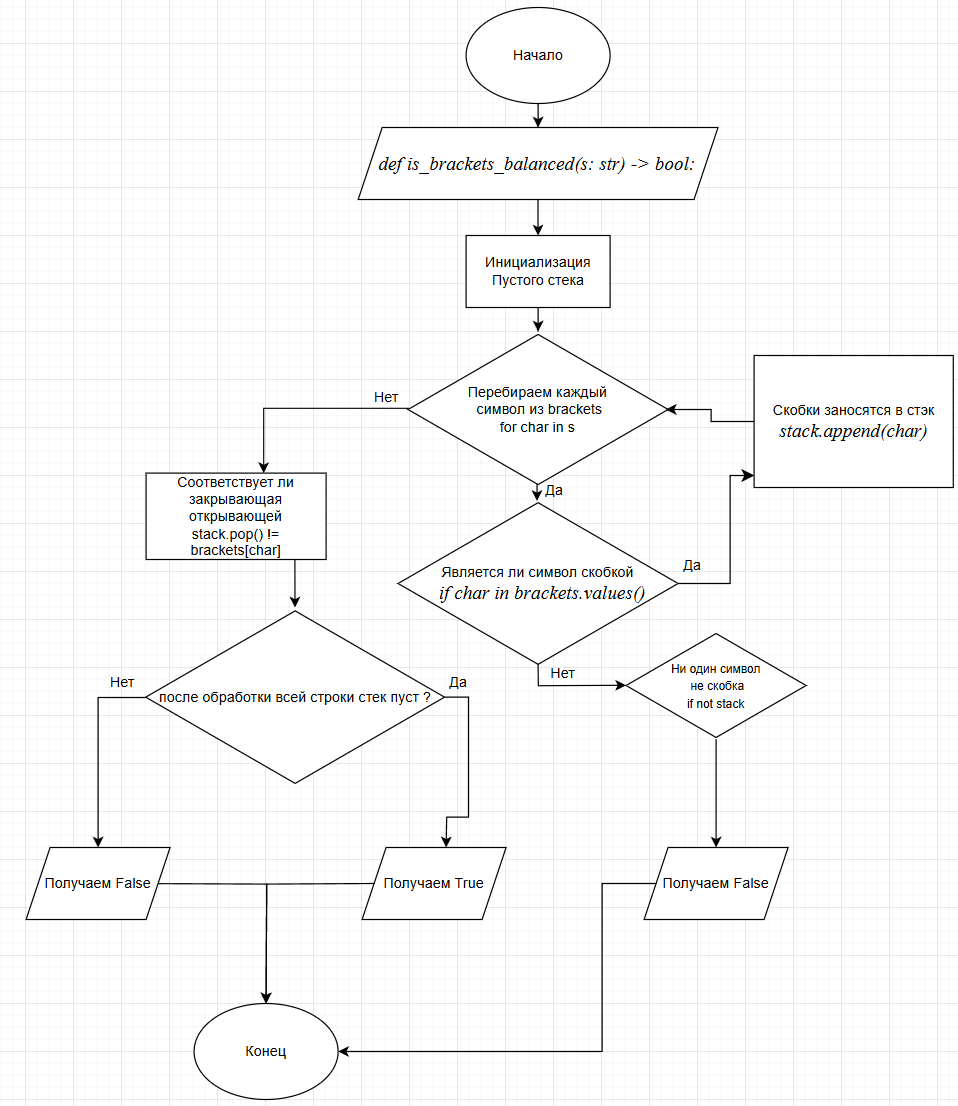 Начало
def is_brackets_balanced(s: str) -> bool:
Инициализация
Пустого стека
Перебираем каждый
символ из brackets
for char in s
Нет
Скобки заносятся в стэк
stack.append(char)
Соответствует ли
закрывающая
открывающей
stack.pop() !=
brackets[char]
Да
Является ли символ скобкой
if char in brackets.values()
Да
Нет
Ни один символ
не скобка
if not stack
Нет
после обработки всей строки стек пуст ?
Да
Получаем False
Получаем True
Получаем False
Конец